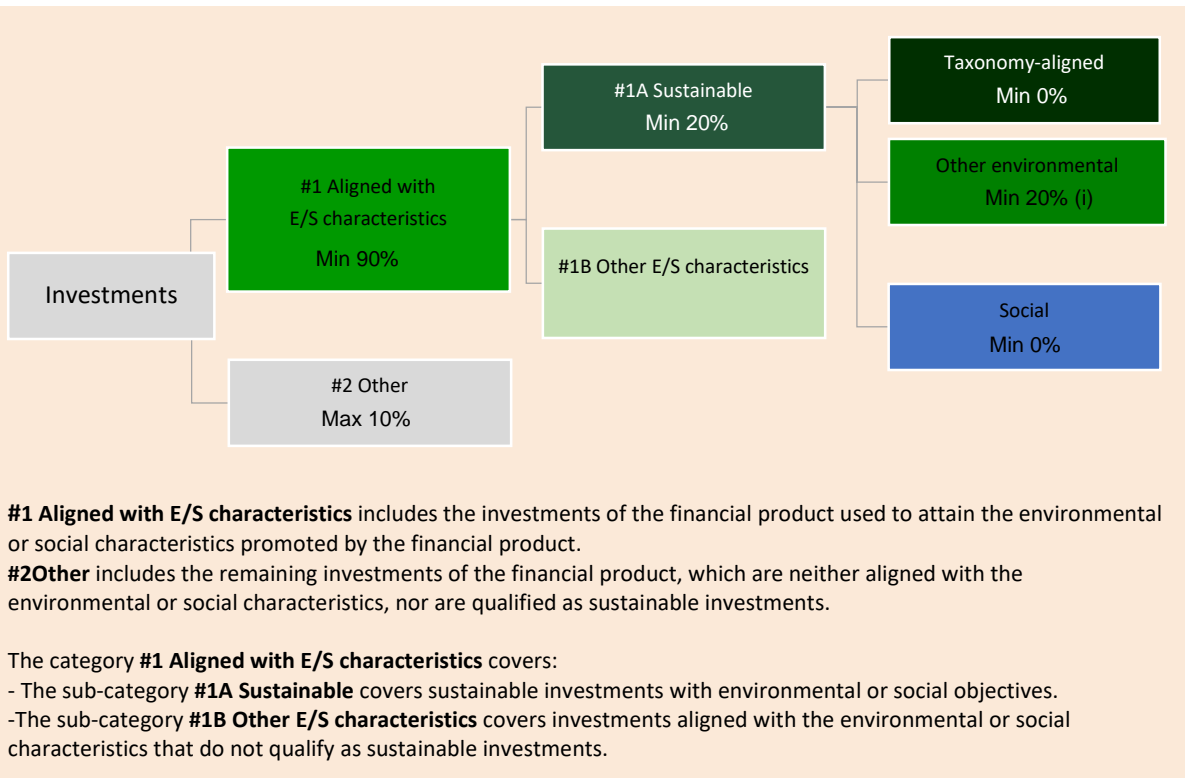 Investments
#1 Aligned with
E/S characteristics
Min 90%
#2 Other
Max 10%
#1A Sustainable
Min 20%
#1B Other E/S characteristics
Taxonomy-aligned
Min 0%
Other environmental
Min 20% (i)
Social
Min 0%
#1 Aligned with E/S characteristics includes the investments of the financial product used to attain the environmental
or social characteristics promoted by the financial product.
#2Other includes the remaining investments of the financial product, which are neither aligned with the
environmental or social characteristics, nor are qualified as sustainable investments.
The category #1 Aligned with E/S characteristics covers:
- The sub-category #1A Sustainable covers sustainable investments with environmental or social objectives.
-The sub-category #1B Other E/S characteristics covers investments aligned with the environmental or social
characteristics that do not qualify as sustainable investments.